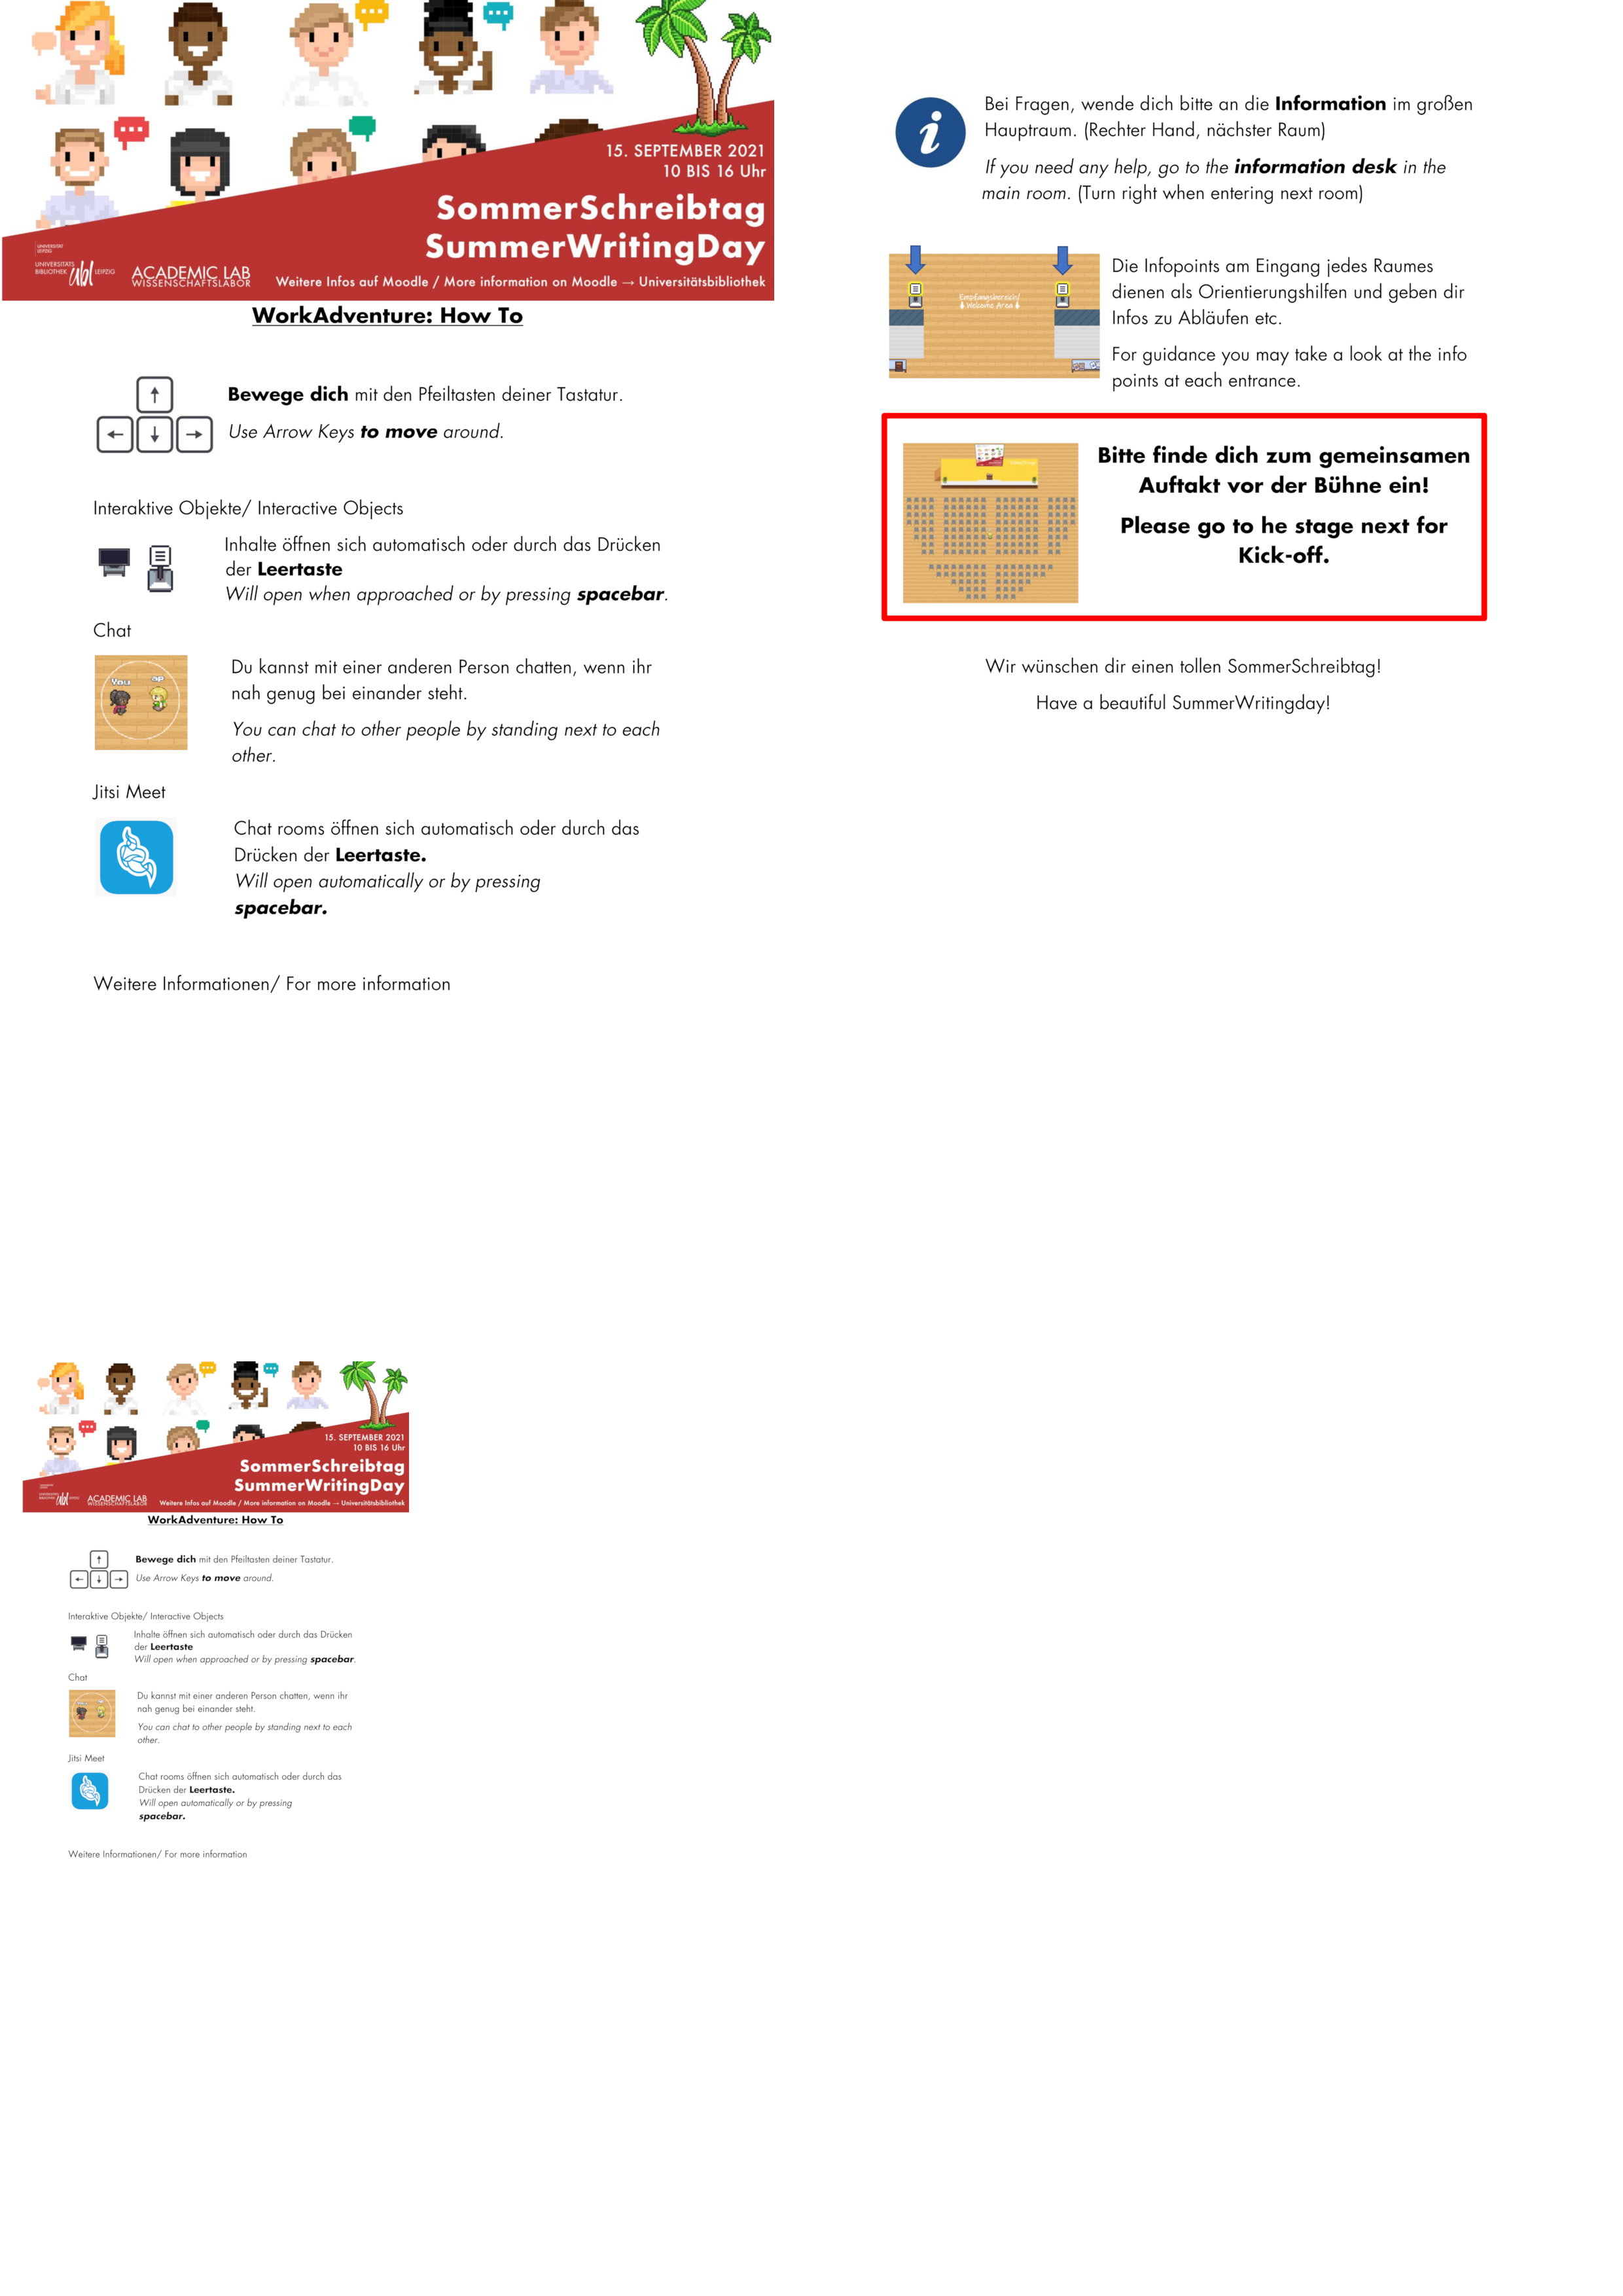 15. SEPTEMBER 2021
10 BIS 16 Uhr
SommerSchreibtag
SummerWritingDay
UNIVERSITÄT
LEIPZIG
UNIVERSITÄTS
BIBLIOTHEK
ubl
LEIPZIG
ACADEMIC LAB
WISSENSCHAFTSLABOR
Weitere Infos auf Moodle / More information on Moodle → Universitätsbibliothek
WorkAdventure: How To
Bewege dich mit den Pfeiltasten deiner Tastatur.
Use Arrow Keys to move around.
Interaktive Objekte/ Interactive Objects
Inhalte öffnen sich automatisch oder durch das Drücken
der Leertaste
Will open when approached or by pressing spacebar.
Chat
You
Du kannst mit einer anderen Person chatten, wenn ihr
nah genug bei einander steht.
You can chat to other people by standing next to each
other.
Jitsi Meet
Chat rooms öffnen sich automatisch oder durch das
Drücken der Leertaste.
Will open automatically or by pressing
spacebar.
Weitere Informationen/ For more information
i
Bei Fragen, wende dich bitte an die Information im großen
Hauptraum. (Rechter Hand, nächster Raum)
If you need any help, go to the information desk in the
main room. (Turn right when entering next room)
Empfangsbereich/
Welcome Area
Die Infopoints am Eingang jedes Raumes
dienen als Orientierungshilfen und geben dir
Infos zu Abläufen etc.
For guidance you may take a look at the info
points at each entrance.
Bitte finde dich zum gemeinsamen
Auftakt vor der Bühne ein!
Please go to he stage next for
Kick-off.
Wir wünschen dir einen tollen SommerSchreibtag!
Have a beautiful SummerWritingday!
15. SEPTEMBER 2021
10 BIS 16 Uhr
SommerSchreibtag
SummerWritingDay
ubl
ACADEMIC LAB
WISSENSCHAFTSLABOR
Weitere Infos auf Moodle / More information on Moodle → Universitätsbibliothek
WorkAdventure: How To
Bewege dich mit den Pfeiltasten deiner Tastatur.
Use Arrow Keys to move around.
Interaktive Objekte/ Interactive Objects
Inhalte öffnen sich automatisch oder durch das Drücken
der Leertaste
Will open when approached or by pressing spacebar.
Chat
Du kannst mit einer anderen Person chatten, wenn ihr
nah genug bei einander steht.
You can chat to other people by standing next to each
other.
Jitsi Meet
Chat rooms öffnen sich automatisch oder durch das
Drücken der Leertaste.
Will open automatically or by pressing
spacebar.
Weitere Informationen/ For more information